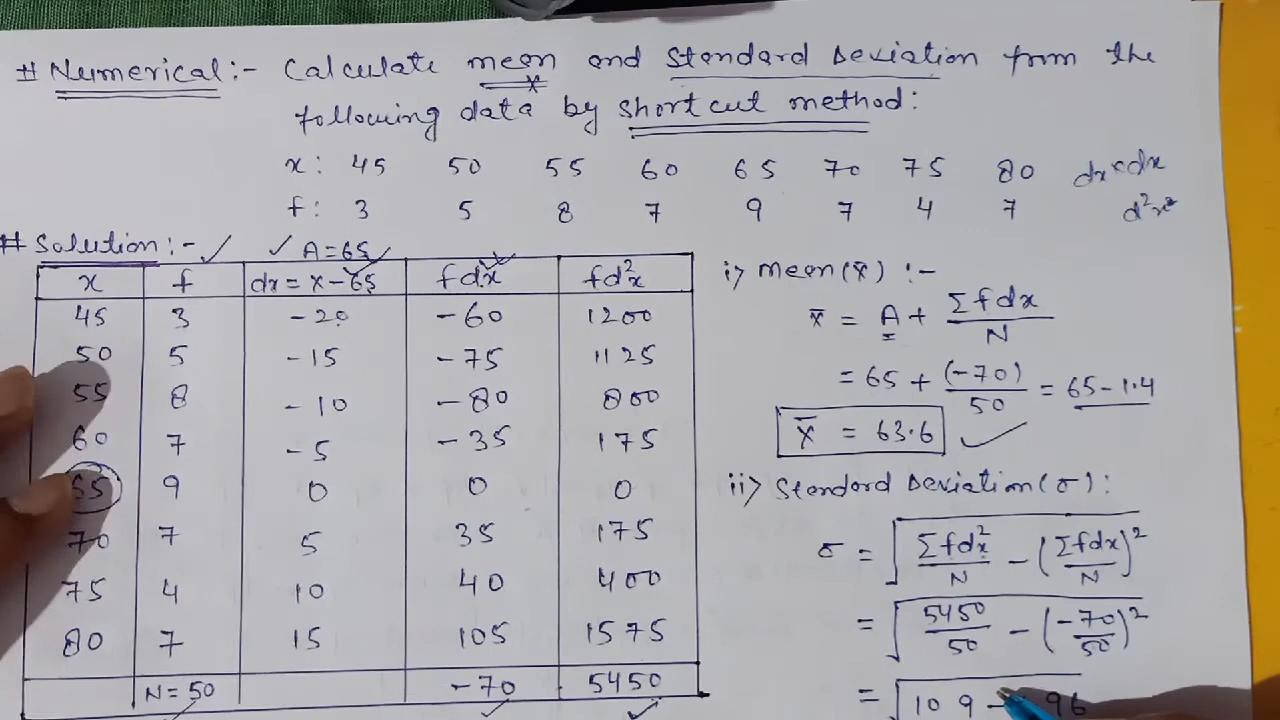 # Numerical:- Calculate mean and Standard Deviation from the
following data by short cut method:
x: 45 50 55 60 65 70 75 80 dx×dx
f: 3 5 8 7 9 7 4 7 d²x
# Solution:- ✓ ✓ A=65
x f dx = x-65 fdx fd²x
45 3 -20 -60 1200
50 5 -15 -75 1125
55 8 -10 -80 800
60 7 -5 -35 175
65 9 0 0 0
70 7 5 35 175
75 4 10 40 400
80 7 15 105 1575
N=50 -70 5450
i) mean(x̄) :-
x̄ = A + Σfdx/N
= 65 + (-70)/50 = 65-1.4
x̄ = 63.6 ✓
ii) Standard Deviation(σ):
σ = √(Σfd²x/N - (Σfdx/N)²)
= √(5450/50 - (-70/50)²)
= √109 - 96